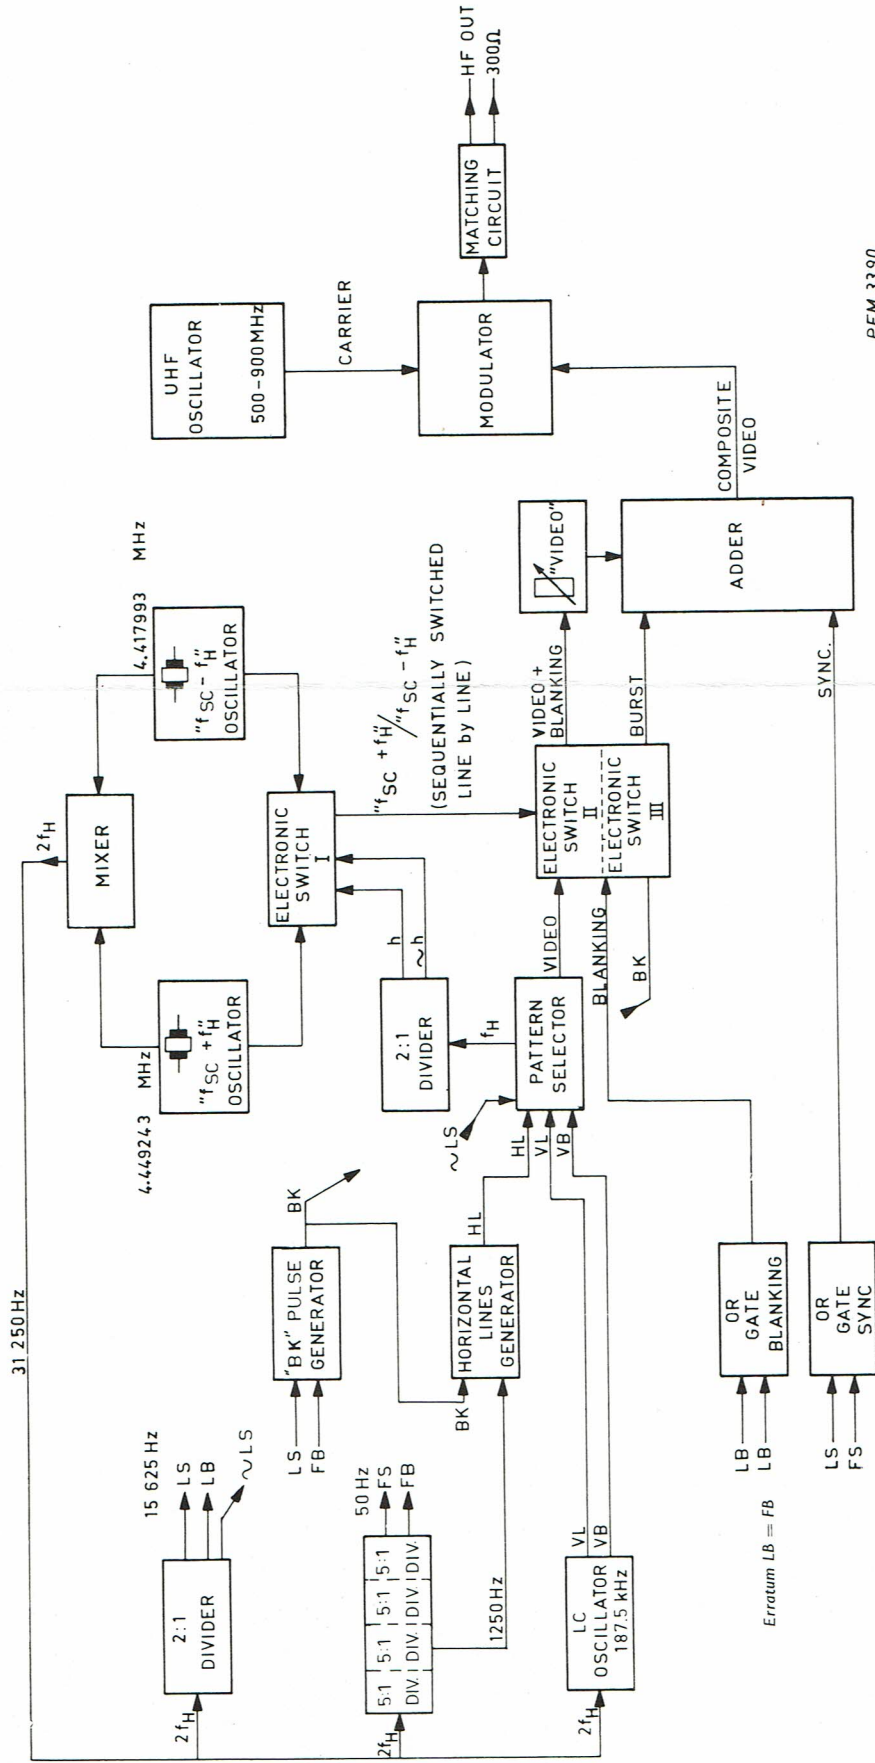 31 250Hz
2fH
2:1
DIVIDER
15 625Hz
LS
LB
~LS
2fH
5:1 5:1 5:1 5:1
DIV. DIV. DIV. DIV.
50Hz
FS
FB
1250Hz
2fH
LC
OSCILLATOR
187.5 kHz
VL
VB
LS
FB
"BK" PULSE
GENERATOR
BK
BK
HORIZONTAL
LINES
GENERATOR
HL
4.449243 MHz
"fSC + fH"
OSCILLATOR
2fH
MIXER
4.417993 MHz
"fSC − fH"
OSCILLATOR
ELECTRONIC
SWITCH
I
h
~h
2:1
DIVIDER
fH
~LS
HL
VL
VB
PATTERN
SELECTOR
VIDEO
"fSC + fH"/"fSC − fH"
(SEQUENTIALLY SWITCHED
LINE by LINE)
BLANKING
BK
ELECTRONIC
SWITCH
II
ELECTRONIC
SWITCH
III
VIDEO +
BLANKING
BURST
"VIDEO"
ADDER
SYNC.
COMPOSITE
VIDEO
UHF
OSCILLATOR
500-900MHz
CARRIER
MODULATOR
MATCHING
CIRCUIT
HF OUT
300Ω
LB
LB
OR
GATE
BLANKING
Erratum LB = FB
LS
FS
OR
GATE
SYNC
PEM 3390